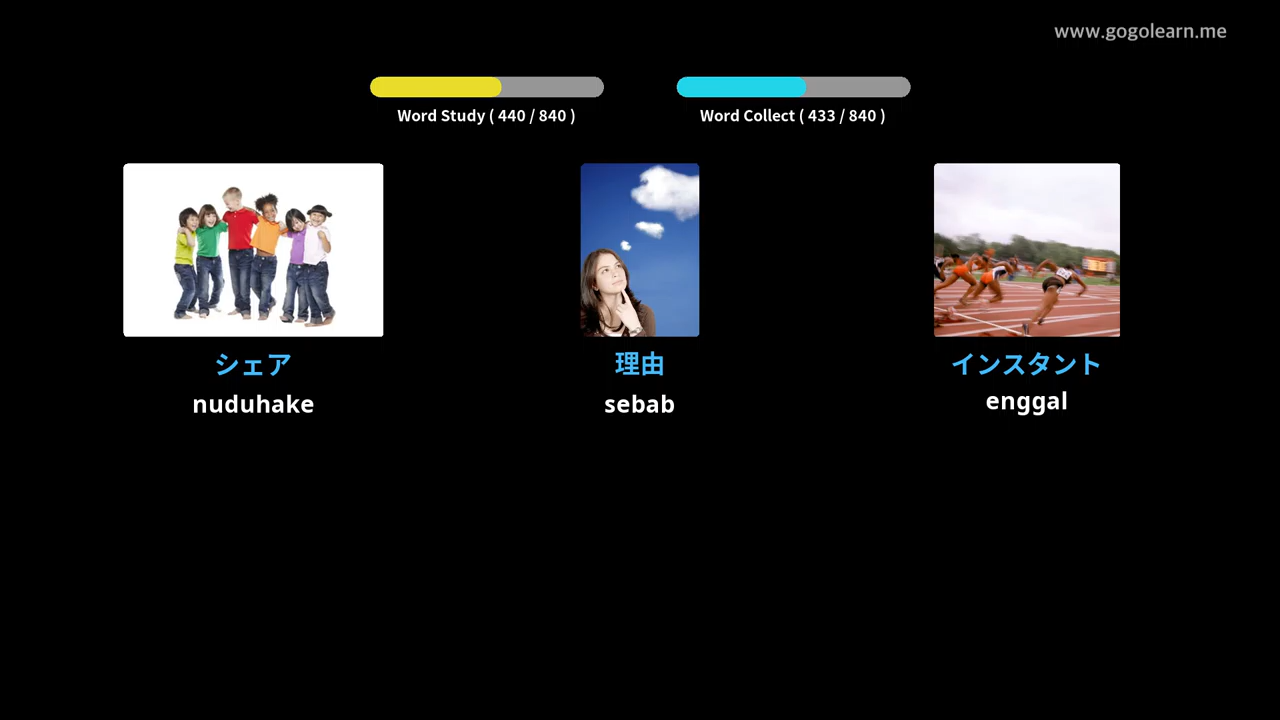 www.gogolearn.me
Word Study ( 440 / 840 )
Word Collect ( 433 / 840 )
シェア
nuduhake
理由
sebab
インスタント
enggal